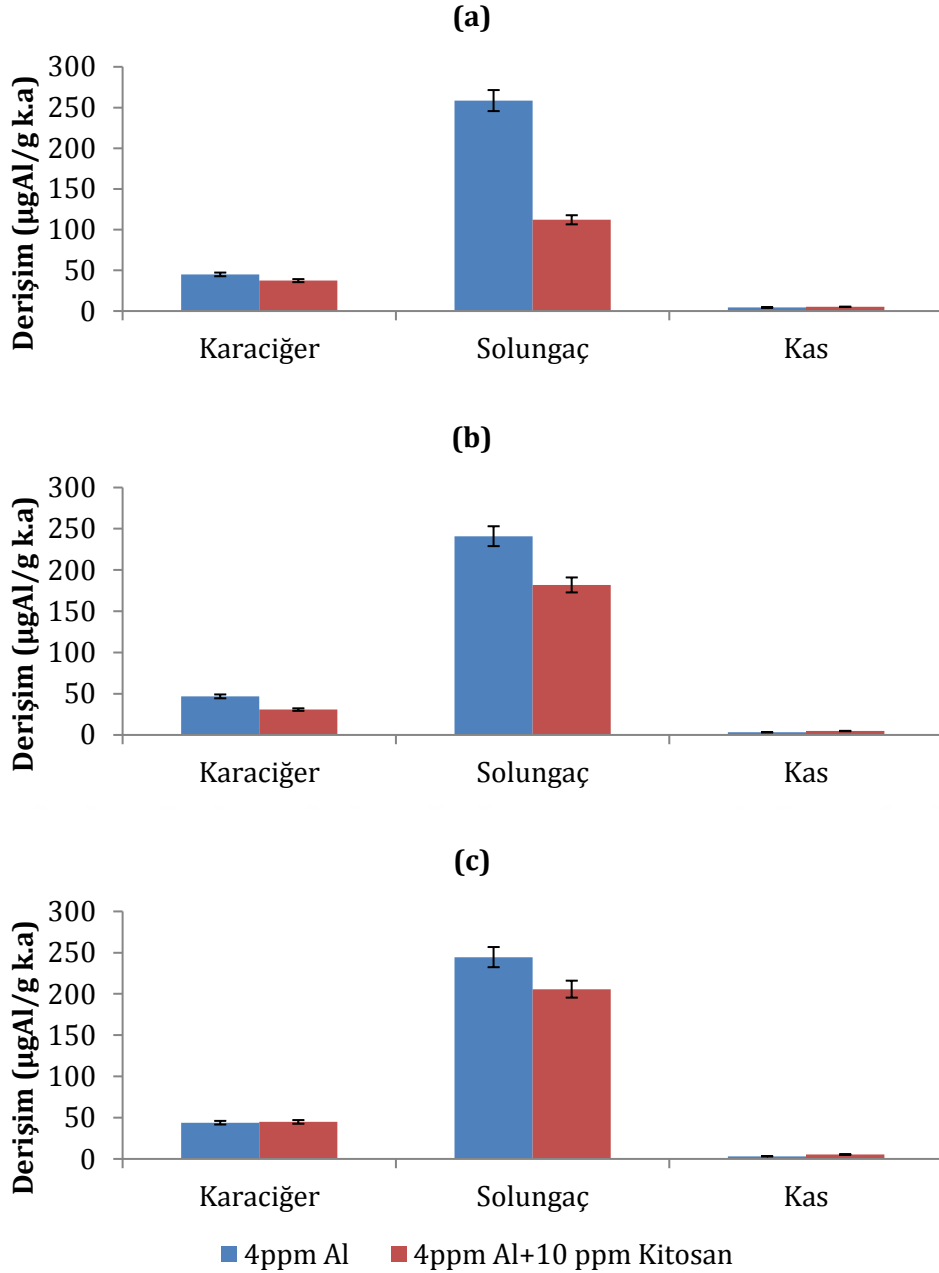 (a)
Derişim (µgAl/g k.a)
300
250
200
150
100
50
0
Karaciğer Solungaç Kas
(b)
Derişim (µgAl/g k.a)
300
250
200
150
100
50
0
Karaciğer Solungaç Kas
(c)
Derişim (µgAl/g k.a)
300
250
200
150
100
50
0
Karaciğer Solungaç Kas
4ppm Al 4ppm Al+10 ppm Kitosan